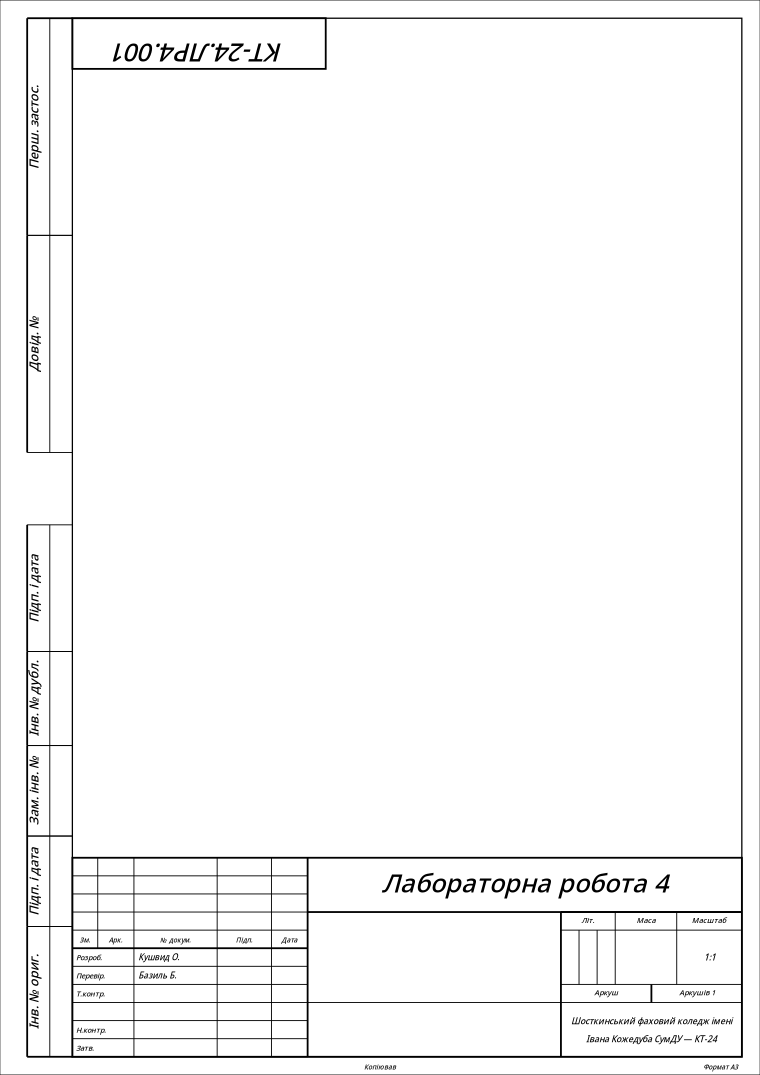 КТ-24.ЛР4.001
Перш. застос.
Довід. №
Підп. і дата
Інв. № дубл.
Зам. інв. №
Підп. і дата
Інв. № ориг.
Лабораторна робота 4
Літ. Маса Масштаб
Зм. Арк. № докум. Підп. Дата
Розроб. Кушвид О. 1:1
Перевір. Базиль Б.
Т.контр. Аркуш Аркушів 1
Н.контр.
Затв.
Шосткинський фаховий коледж імені
Івана Кожедуба СумДУ — КТ-24
Копіював Формат А3